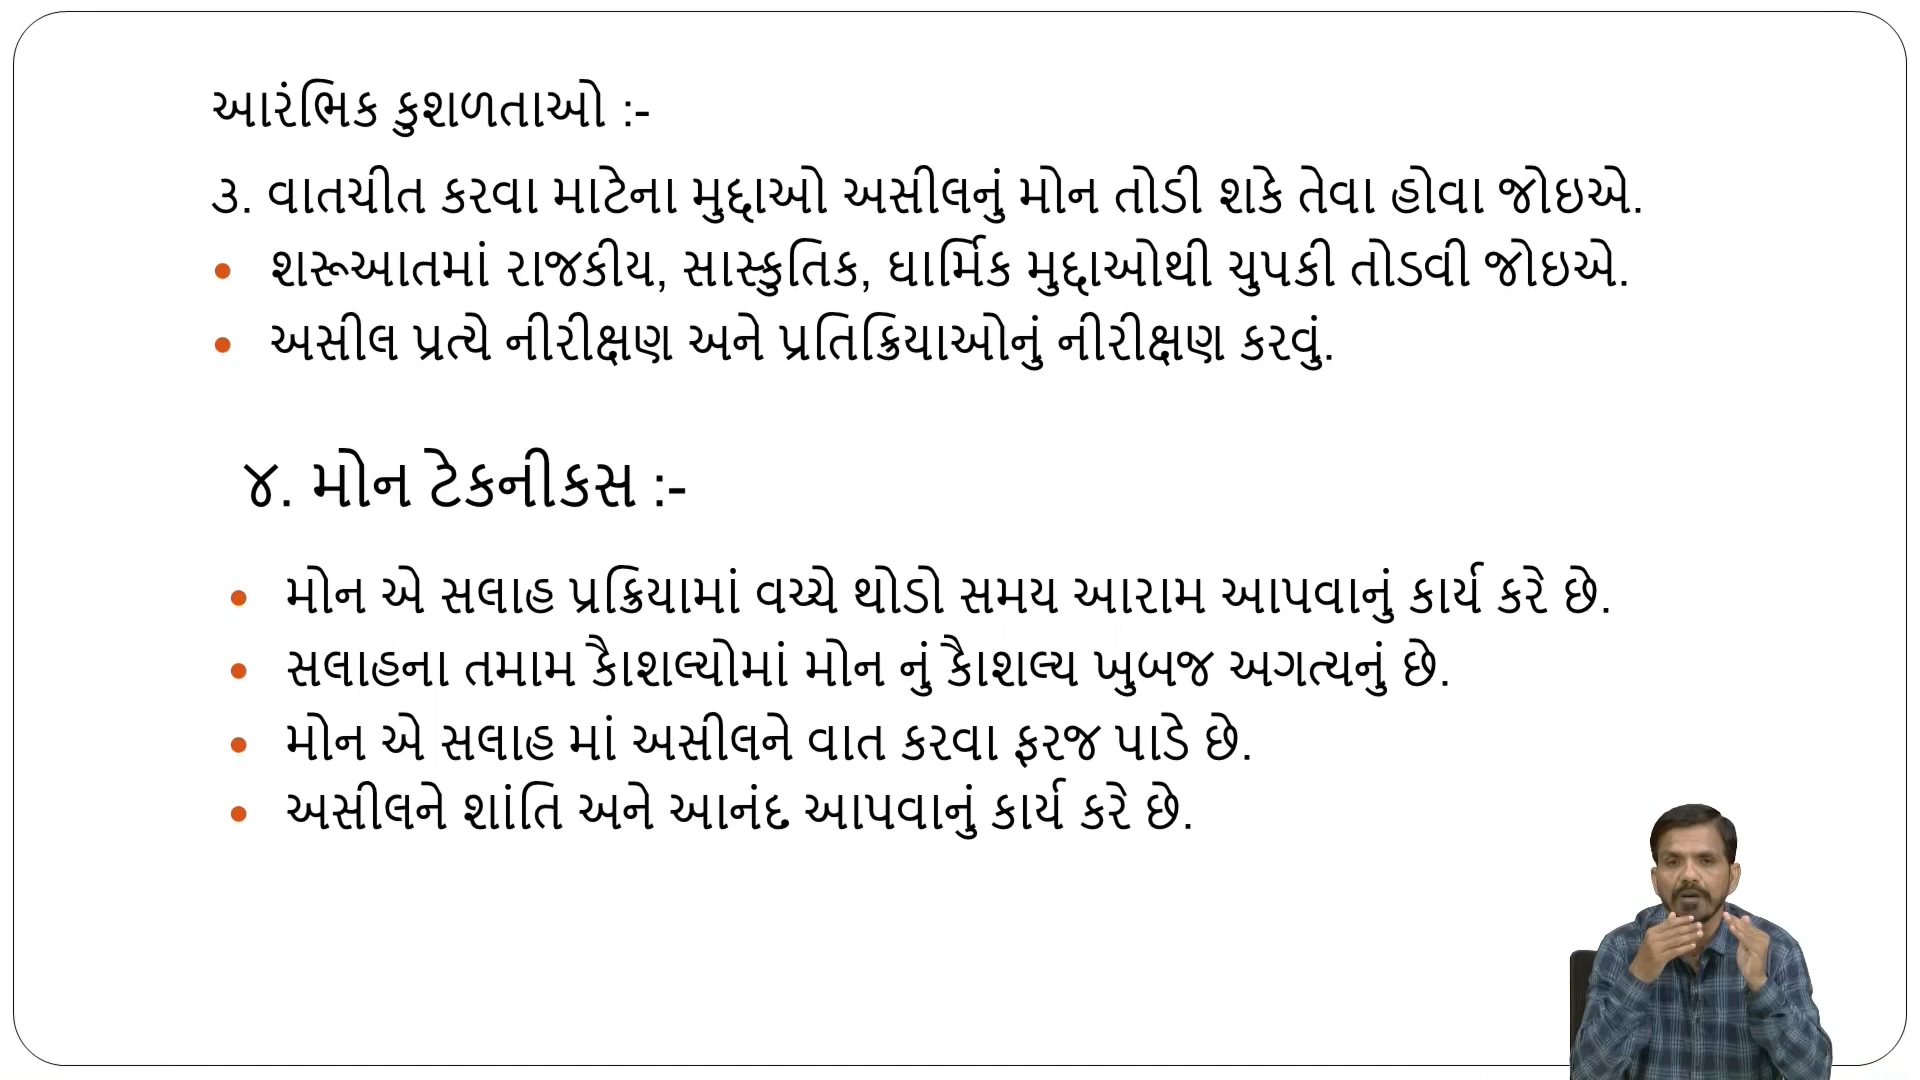 આરંભિક કુશળતાઓ :-
૩. વાતચીત કરવા માટેના મુદ્દાઓ અસીલનું મોન તોડી શકે તેવા હોવા જોઇએ.
• શરૂઆતમાં રાજકીય, સાસ્કુતિક, ઘાર્મિક મુદ્દાઓથી ચુપકી તોડવી જોઇએ.
• અસીલ પ્રત્યે નીરીક્ષણ અને પ્રતિક્રિયાઓનું નીરીક્ષણ કરવું.
૪. મોન ટેકનીકસ :-
• મોન એ સલાહ પ્રક્રિયામાં વચ્ચે થોડો સમય આરામ આપવાનું કાર્ય કરે છે.
• સલાહના તમામ કૈાશલ્યોમાં મોન નું કૈાશલ્ય ખુબજ અગત્યનું છે.
• મોન એ સલાહ માં અસીલને વાત કરવા ફરજ પાડે છે.
• અસીલને શાંતિ અને આનંદ આપવાનું કાર્ય કરે છે.